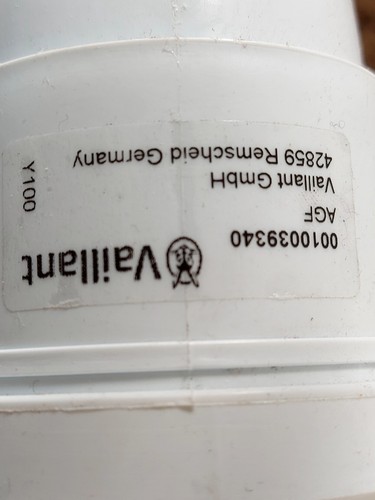 Vaillant
0010039340
AGF
Vaillant GmbH
42859 Remscheid Germany
Y100